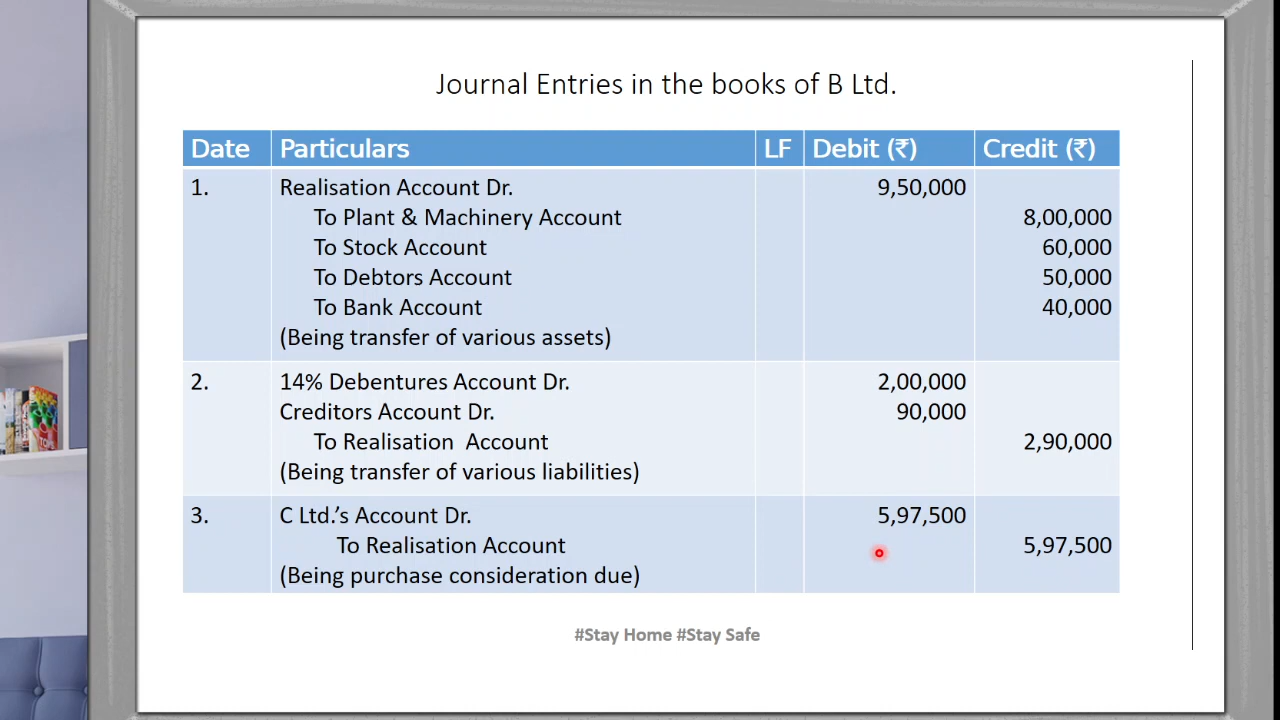 Journal Entries in the books of B Ltd.
Date Particulars LF Debit (₹) Credit (₹)
1. Realisation Account Dr. 9,50,000
To Plant & Machinery Account 8,00,000
To Stock Account 60,000
To Debtors Account 50,000
To Bank Account 40,000
(Being transfer of various assets)
2. 14% Debentures Account Dr. 2,00,000
Creditors Account Dr. 90,000
To Realisation Account 2,90,000
(Being transfer of various liabilities)
3. C Ltd.’s Account Dr. 5,97,500
To Realisation Account 5,97,500
(Being purchase consideration due)
#Stay Home #Stay Safe